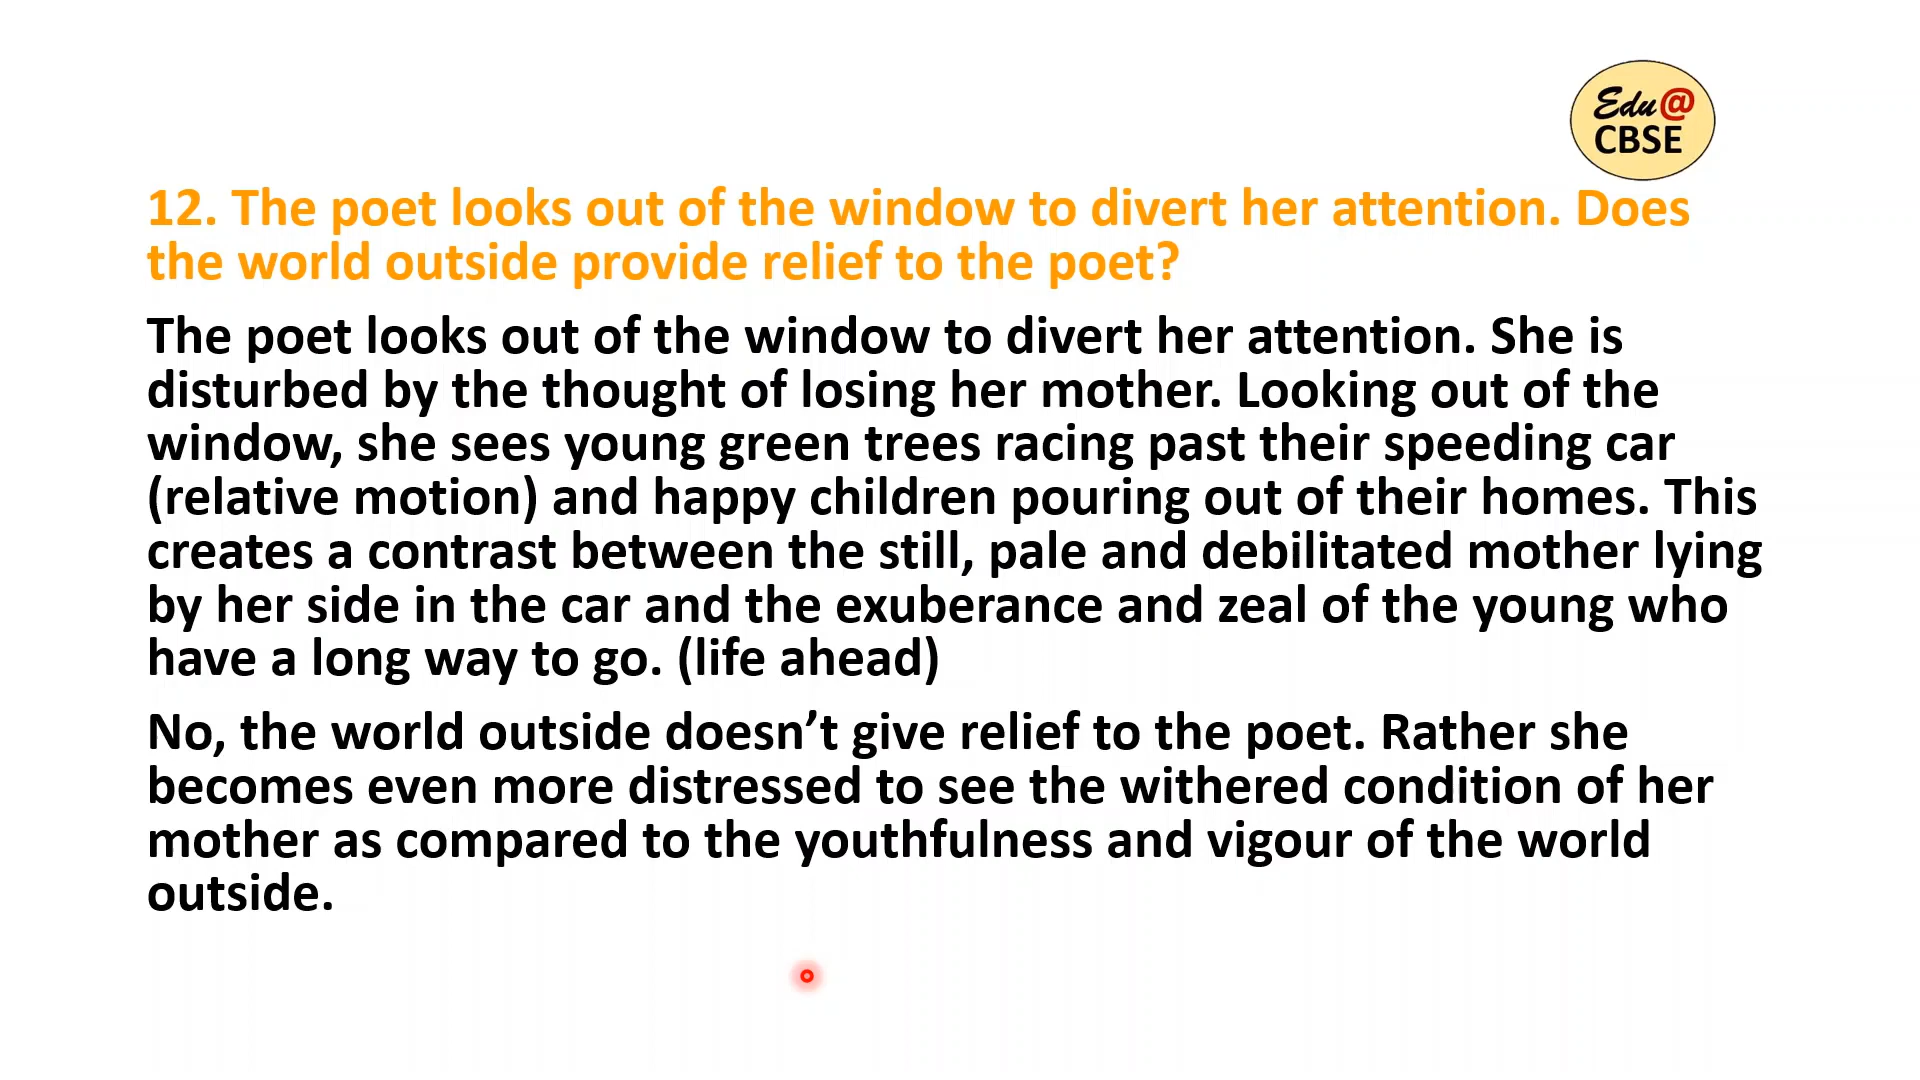 Edu@
CBSE
12. The poet looks out of the window to divert her attention. Does
the world outside provide relief to the poet?
The poet looks out of the window to divert her attention. She is
disturbed by the thought of losing her mother. Looking out of the
window, she sees young green trees racing past their speeding car
(relative motion) and happy children pouring out of their homes. This
creates a contrast between the still, pale and debilitated mother lying
by her side in the car and the exuberance and zeal of the young who
have a long way to go. (life ahead)
No, the world outside doesn’t give relief to the poet. Rather she
becomes even more distressed to see the withered condition of her
mother as compared to the youthfulness and vigour of the world
outside.